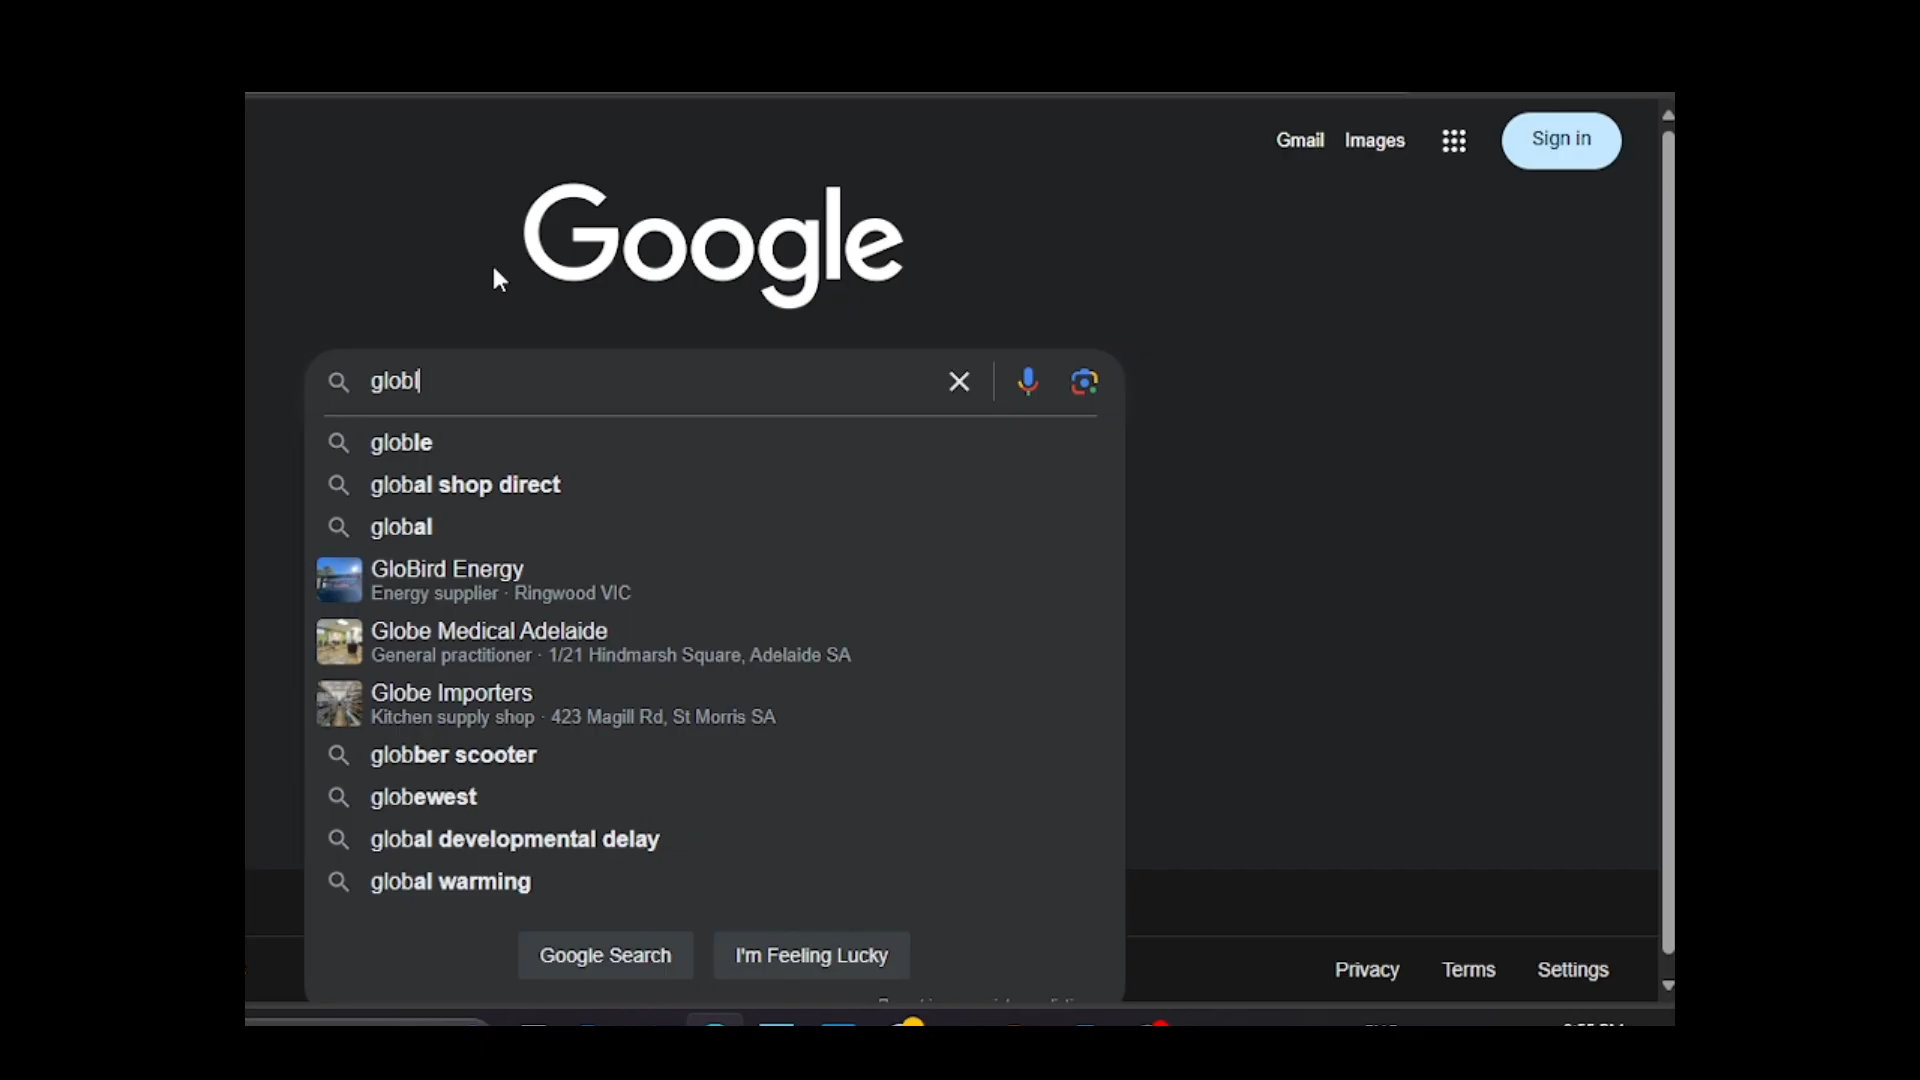 Gmail Images Sign in
Google
globl
globle
global shop direct
global
GloBird Energy
Energy supplier · Ringwood VIC
Globe Medical Adelaide
General practitioner · 1/21 Hindmarsh Square, Adelaide SA
Globe Importers
Kitchen supply shop · 423 Magill Rd, St Morris SA
globber scooter
globewest
global developmental delay
global warming
Google Search I'm Feeling Lucky
Privacy Terms Settings